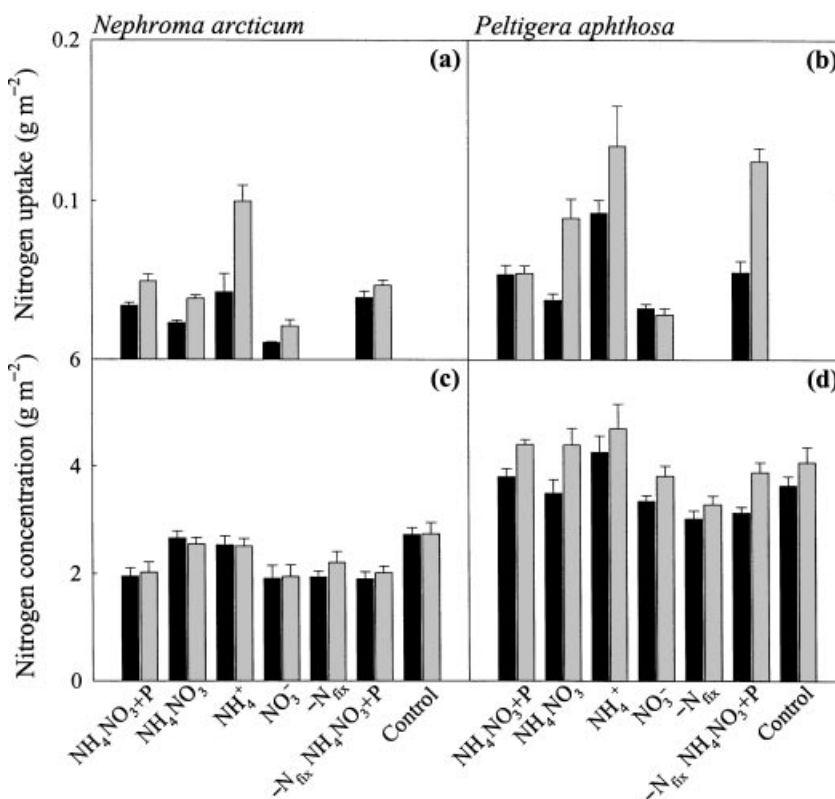 Nephroma arcticum
Peltigera aphthosa
0.2
(a)
(b)
Nitrogen uptake (g m⁻²)
0.1
6
(c)
(d)
Nitrogen concentration (g m⁻²)
4
2
0
NH₄NO₃+P
NH₄NO₃
NH₄⁺
NO₃⁻
–N_fix
–N_fix NH₄NO₃+P
Control
NH₄NO₃+P
NH₄NO₃
NH₄⁺
NO₃⁻
–N_fix
–N_fix NH₄NO₃+P
Control